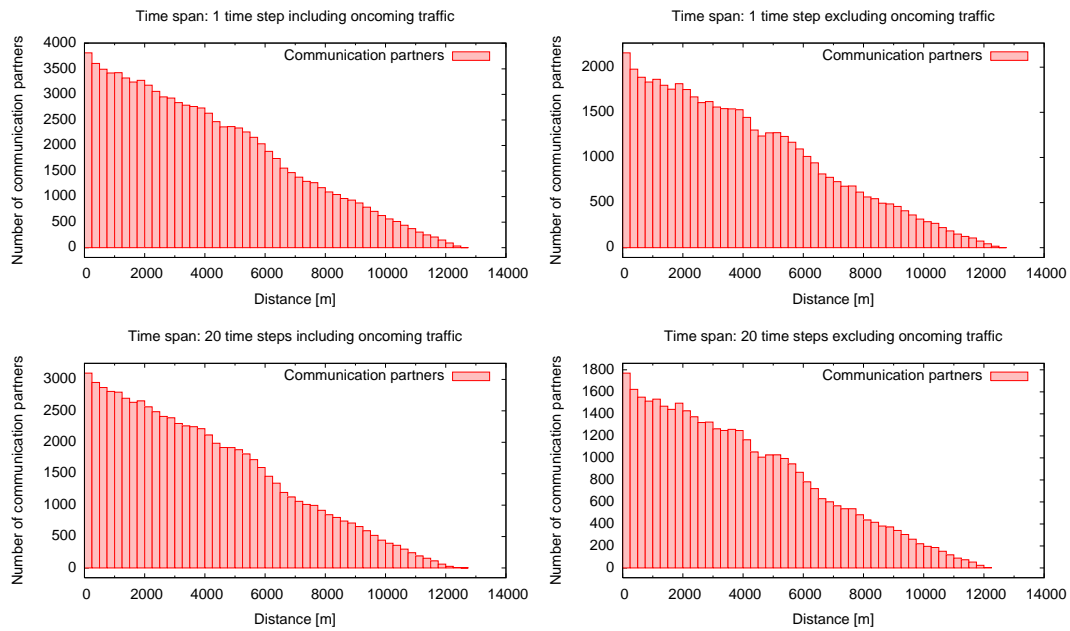 Time span: 1 time step including oncoming traffic
Number of communication partners
4000
3500
3000
2500
2000
1500
1000
500
0
Communication partners
0 2000 4000 6000 8000 10000 12000 14000
Distance [m]
Time span: 1 time step excluding oncoming traffic
Number of communication partners
2000
1500
1000
500
0
Communication partners
0 2000 4000 6000 8000 10000 12000 14000
Distance [m]
Time span: 20 time steps including oncoming traffic
Number of communication partners
3000
2500
2000
1500
1000
500
0
Communication partners
0 2000 4000 6000 8000 10000 12000 14000
Distance [m]
Time span: 20 time steps excluding oncoming traffic
Number of communication partners
1800
1600
1400
1200
1000
800
600
400
200
0
Communication partners
0 2000 4000 6000 8000 10000 12000 14000
Distance [m]